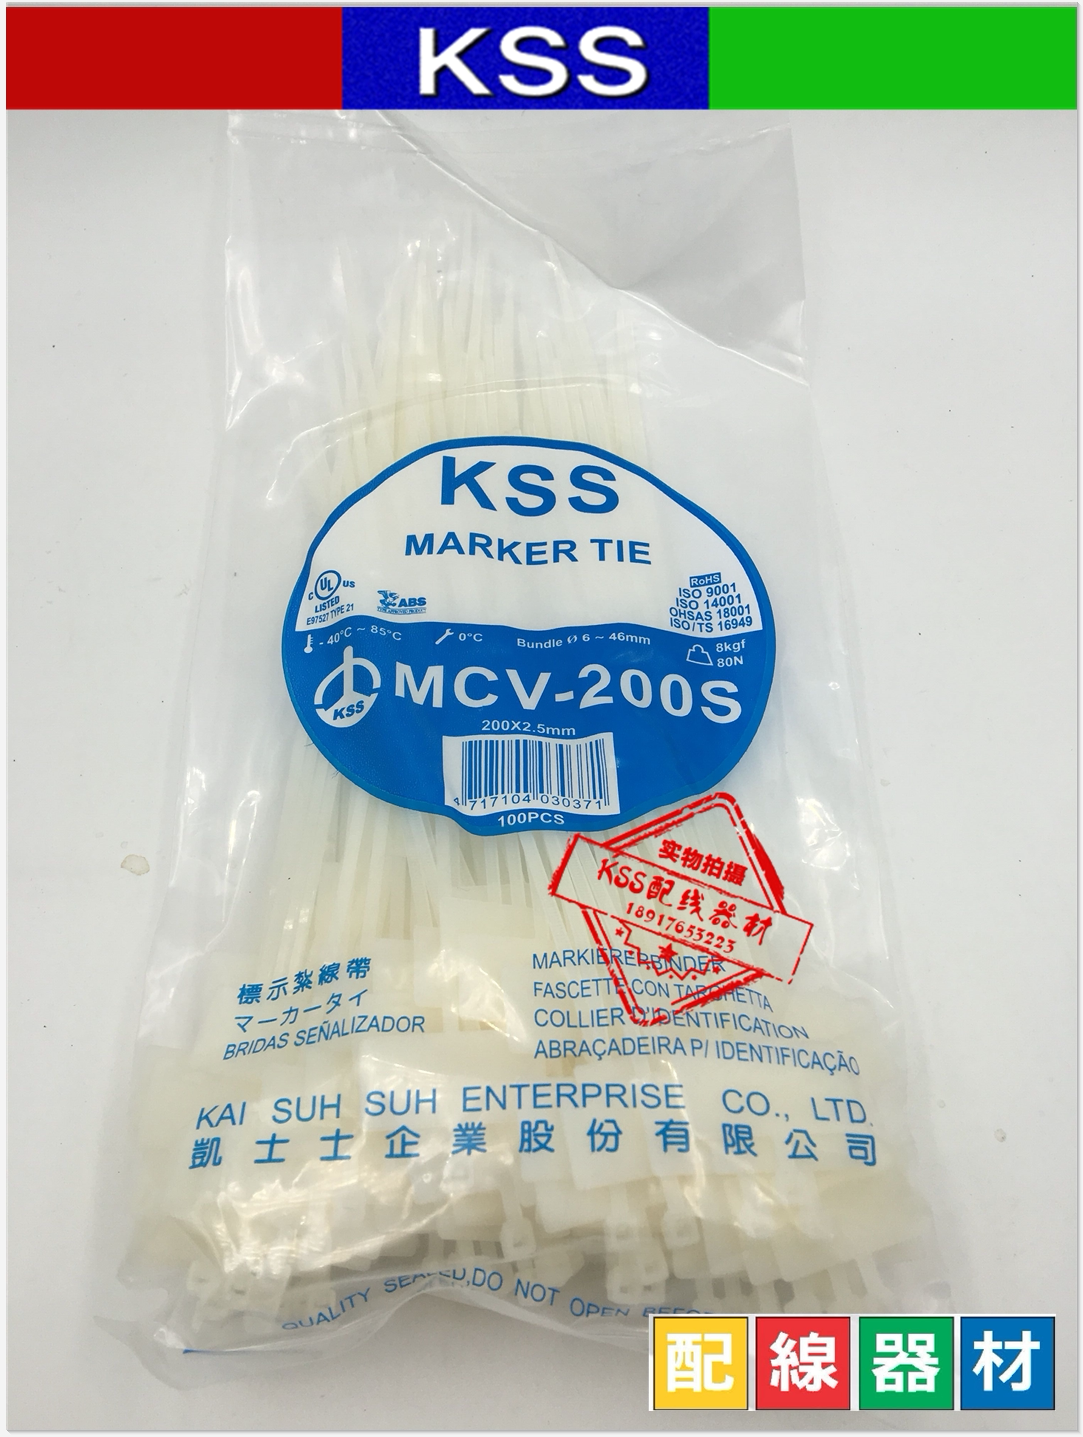 KSS
KSS
MARKER TIE
C UL US
LISTED
E97527 TYPE 21
ABS
RoHS
ISO 9001
ISO 14001
OHSAS 18001
ISO/TS 16949
- 40°C ~ 85°C
0°C
Bundle Ø 6 ~ 46mm
8kgf
80N
KSS
MCV-200S
200X2.5mm
4 717104 030371
100PCS
实物拍摄
KSS配线器材
18917653223
標示紮線帶
マーカータイ
BRIDAS SEÑALIZADOR
MARKIERERBINDER
FASCETTE CON TARGHETTA
COLLIER D'IDENTIFICATION
ABRAÇADEIRA P/ IDENTIFICAÇÃO
KAI SUH SUH ENTERPRISE CO., LTD.
凱士士企業股份有限公司
QUALITY SEALED,DO NOT OPEN
配線器材